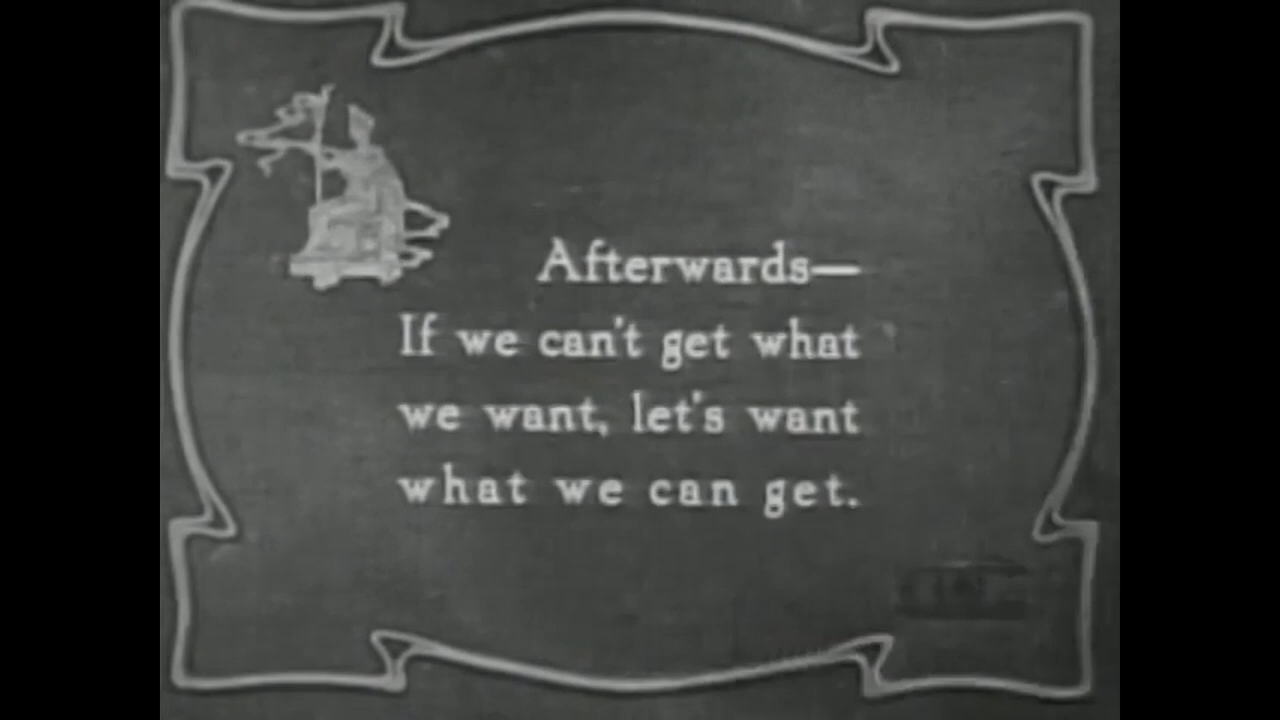 Afterwards—
If we can't get what
we want, let's want
what we can get.